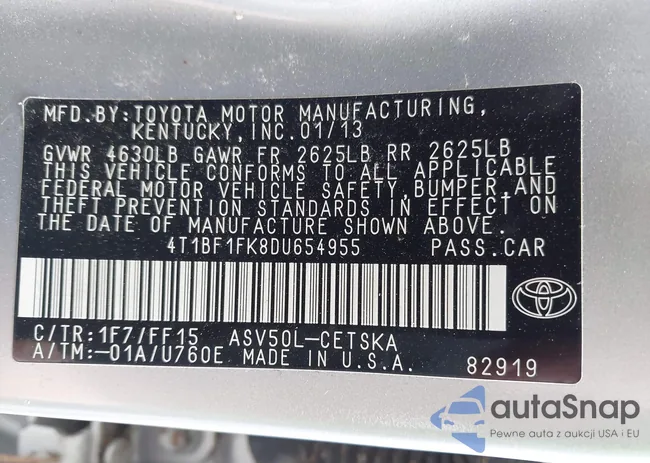 MFD.BY:TOYOTA MOTOR MANUFACTURING,
KENTUCKY,INC.01/13
GVWR 4630LB GAWR FR 2625LB RR 2625LB
THIS VEHICLE CONFORMS TO ALL APPLICABLE
FEDERAL MOTOR VEHICLE SAFETY,BUMPER,AND
THEFT PREVENTION STANDARDS IN EFFECT ON
THE DATE OF MANUFACTURE SHOWN ABOVE.
4T1BF1FK8DU654955 PASS.CAR
C/TR:1F7/FF15 ASV50L-CETSKA
A/TM:-01A/U760E MADE IN U.S.A.
82919
autaSnap
Pewne auta z aukcji USA i EU